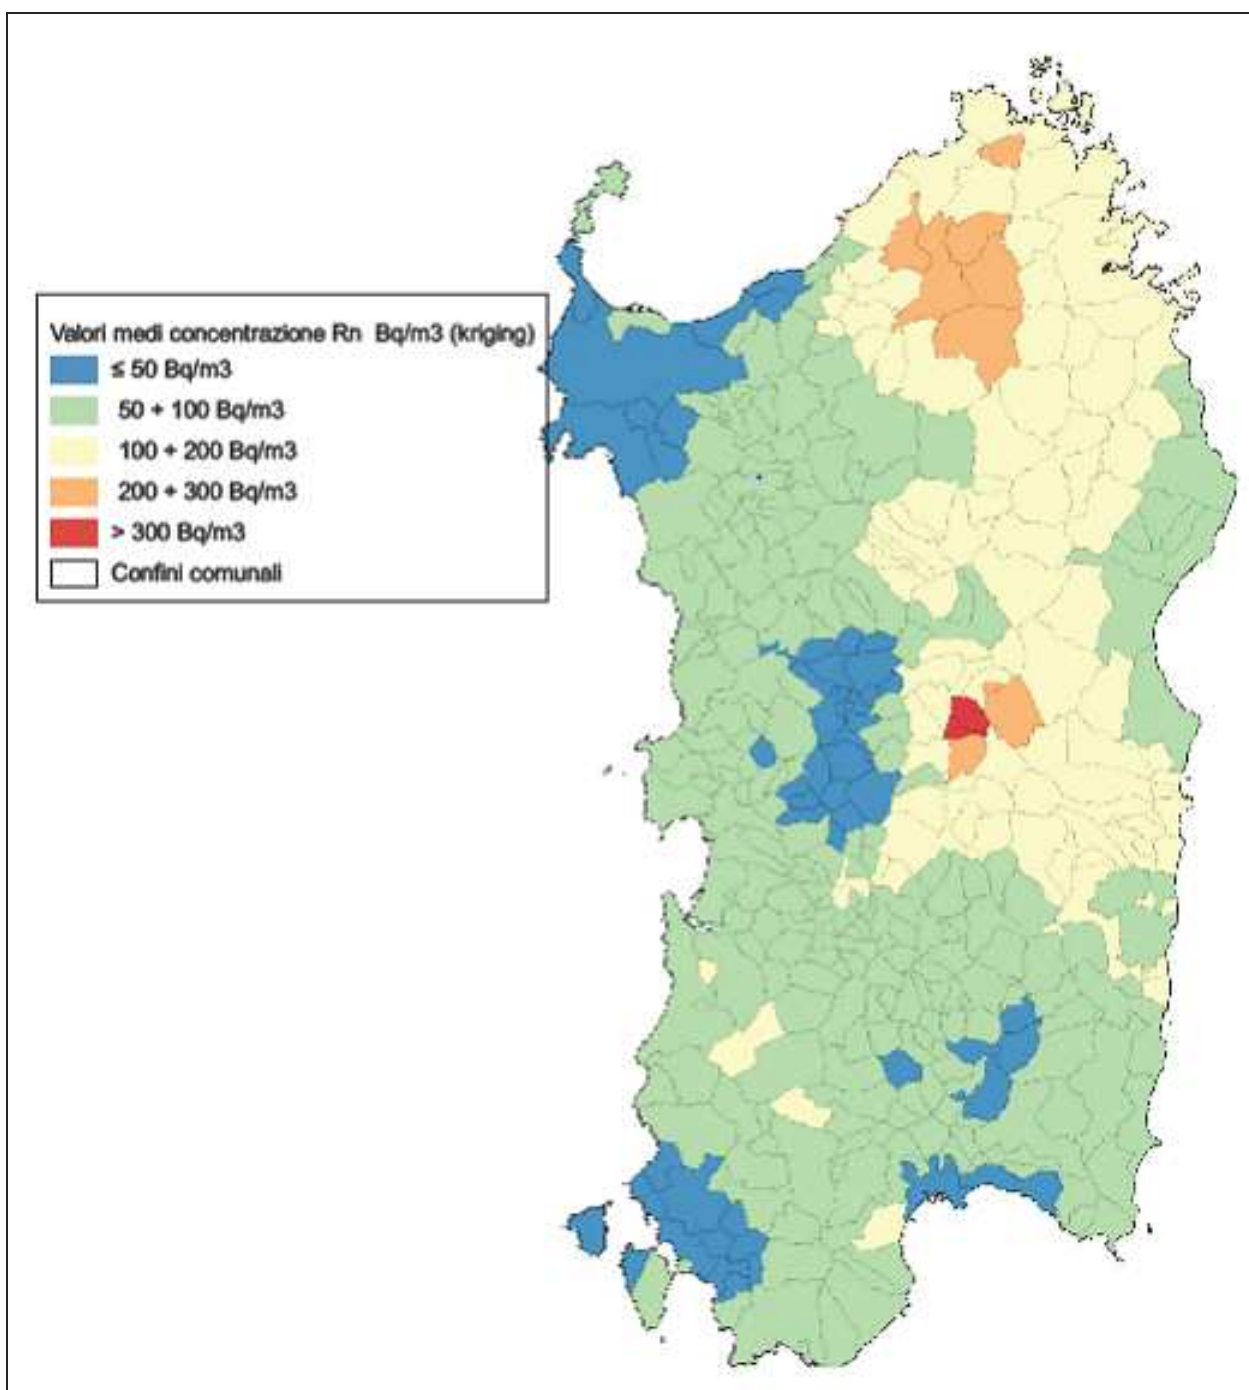 Valori medi concentrazione Rn Bq/m3 (kriging)
≤ 50 Bq/m3
50 + 100 Bq/m3
100 + 200 Bq/m3
200 + 300 Bq/m3
> 300 Bq/m3
Confini comunali